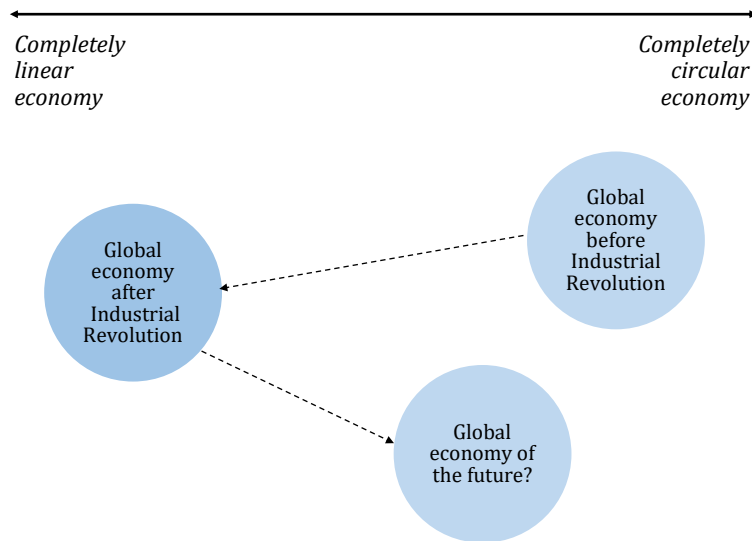 Completely
linear
economy
Completely
circular
economy
Global
economy
before
Industrial
Revolution
Global
economy
after
Industrial
Revolution
Global
economy of
the future?